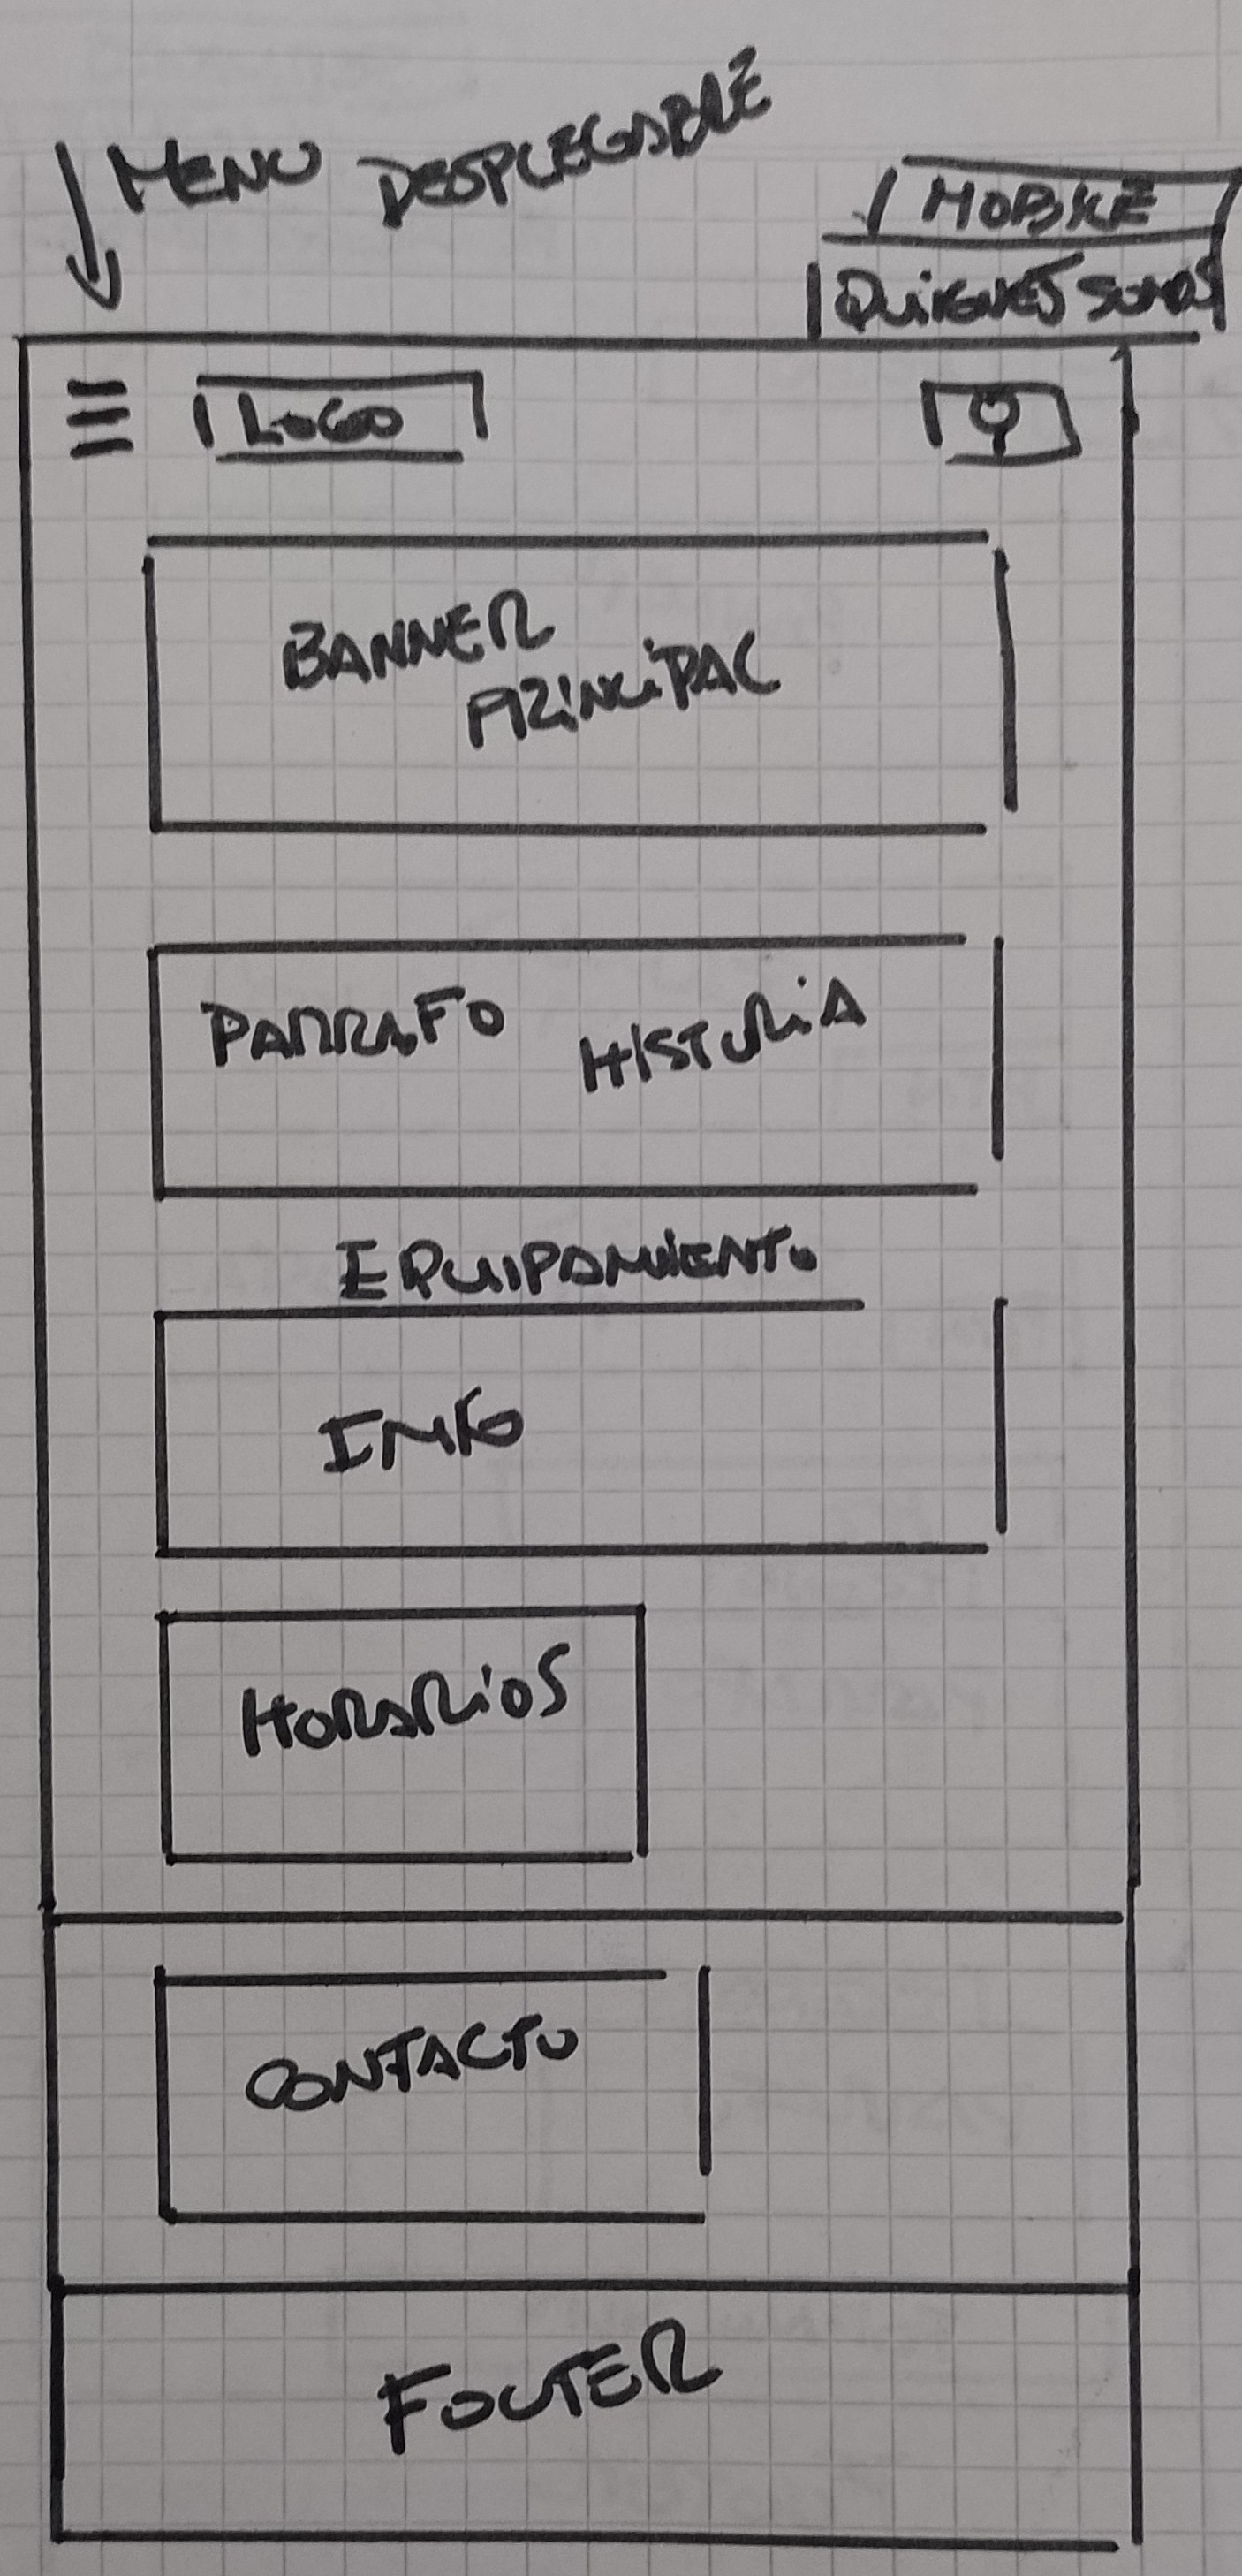 MENU DESPLEGABLE
MOBILE
QUIENES SOMOS
LOGO
BANNER
PRINCIPAL
PARRAFO HISTORIA
EQUIPAMIENTO
IMG
HORARIOS
CONTACTO
FOOTER